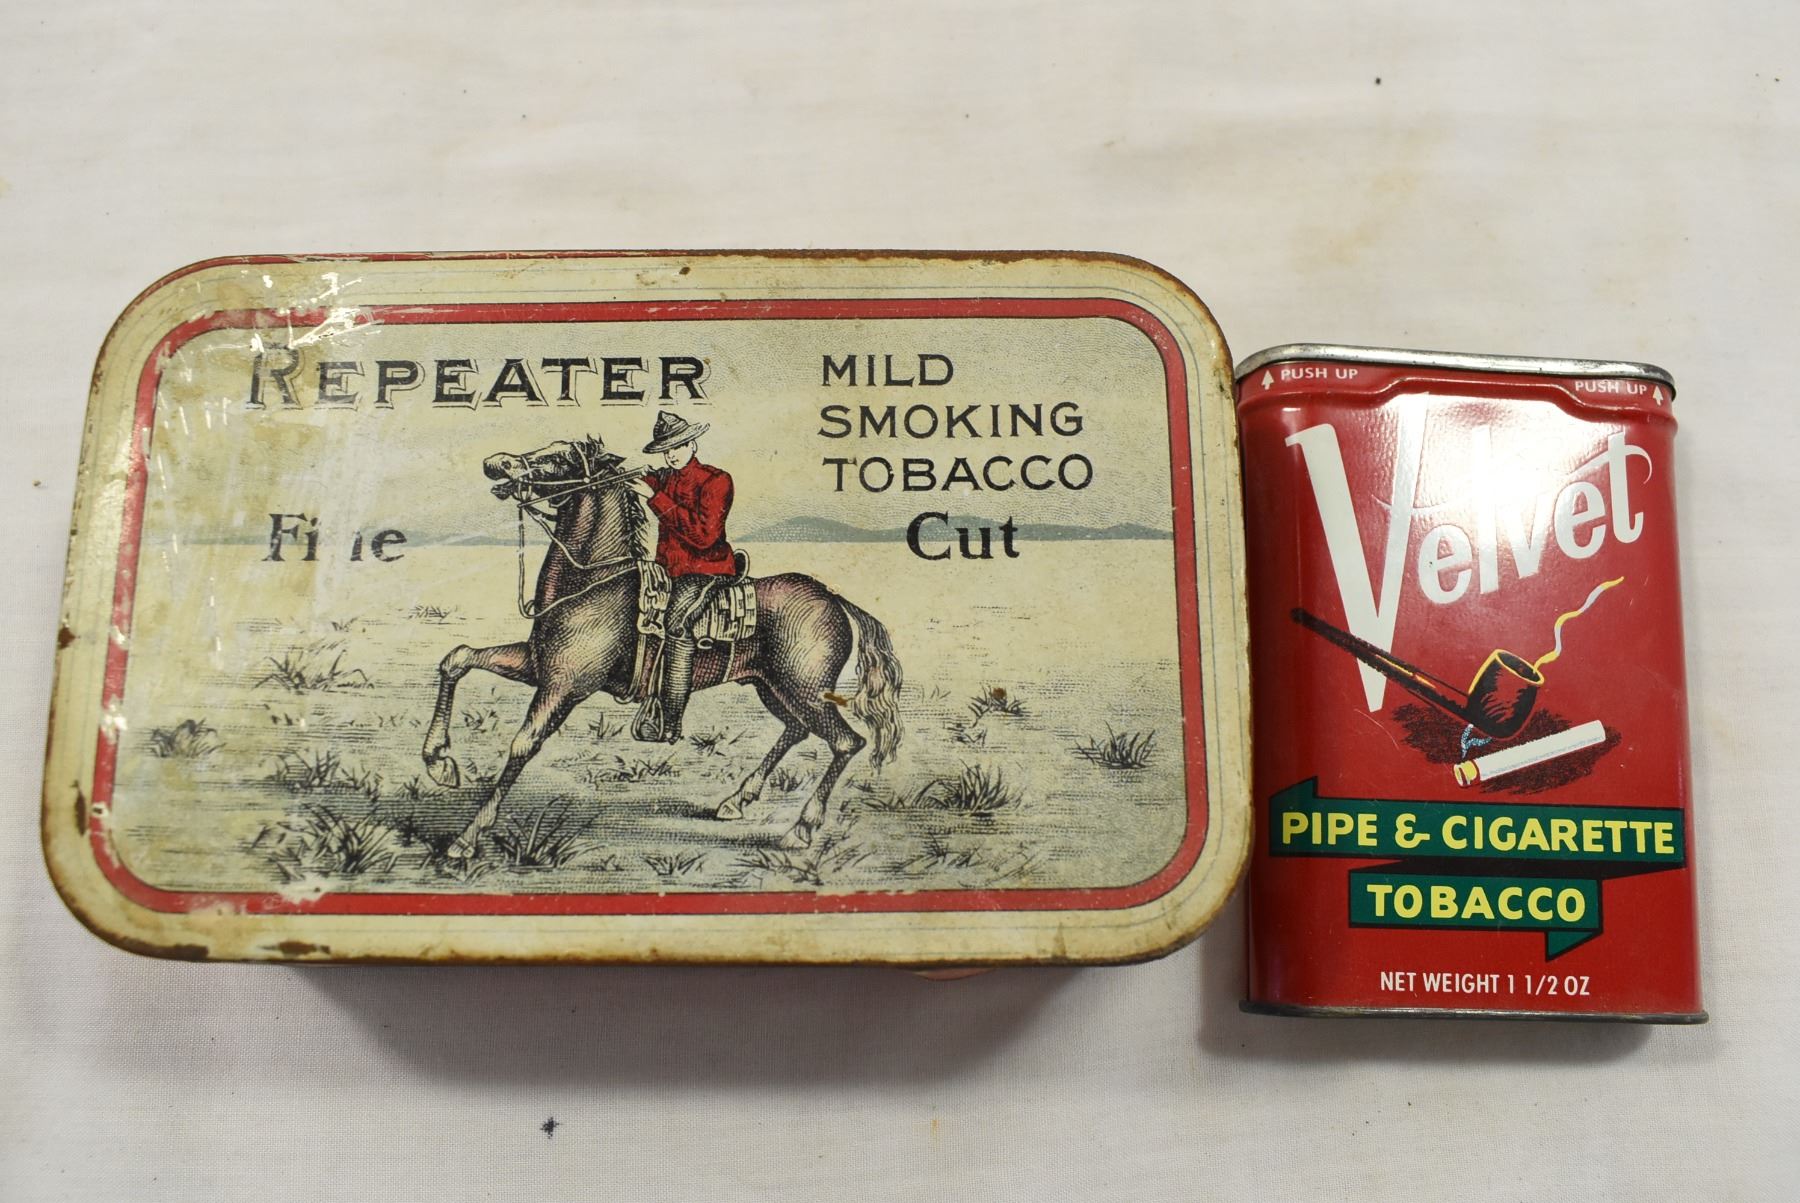 REPEATER
MILD
SMOKING
TOBACCO
Fine Cut
PUSH UP PUSH UP
Velvet
PIPE & CIGARETTE
TOBACCO
NET WEIGHT 1 1/2 OZ